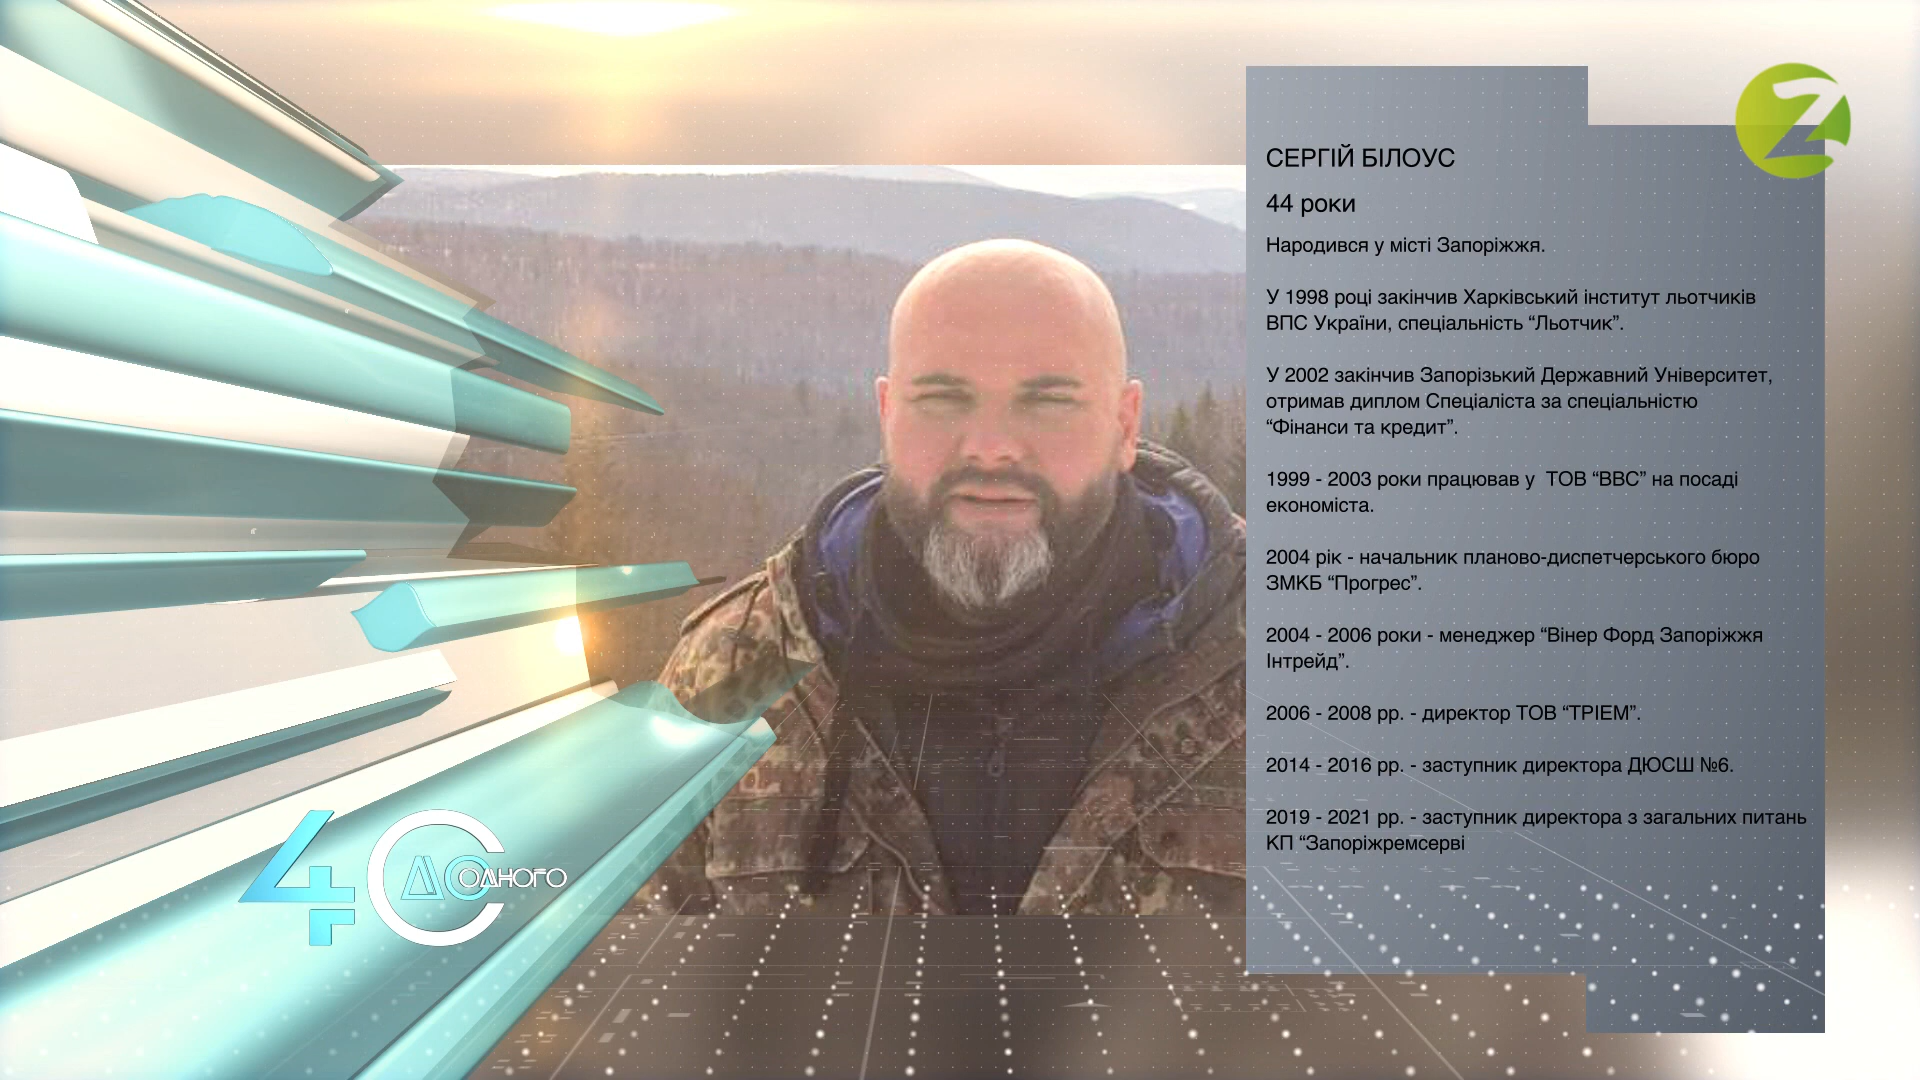 СЕРГІЙ БІЛОУС
44 роки
Народився у місті Запоріжжя.
У 1998 році закінчив Харківський інститут льотчиків
ВПС України, спеціальність “Льотчик”.
У 2002 закінчив Запорізький Державний Університет,
отримав диплом Спеціаліста за спеціальністю
“Фінанси та кредит”.
1999 - 2003 роки працював у  ТОВ “ВВС” на посаді
економіста.
2004 рік - начальник планово-диспетчерського бюро
ЗМКБ “Прогрес”.
2004 - 2006 роки - менеджер “Вінер Форд Запоріжжя
Інтрейд”.
2006 - 2008 рр. - директор ТОВ “ТРІЕМ”.
2014 - 2016 рр. - заступник директора ДЮСШ №6.
2019 - 2021 рр. - заступник директора з загальних питань
КП “Запоріжремсерві
40 ДО ОДНОГО
Z